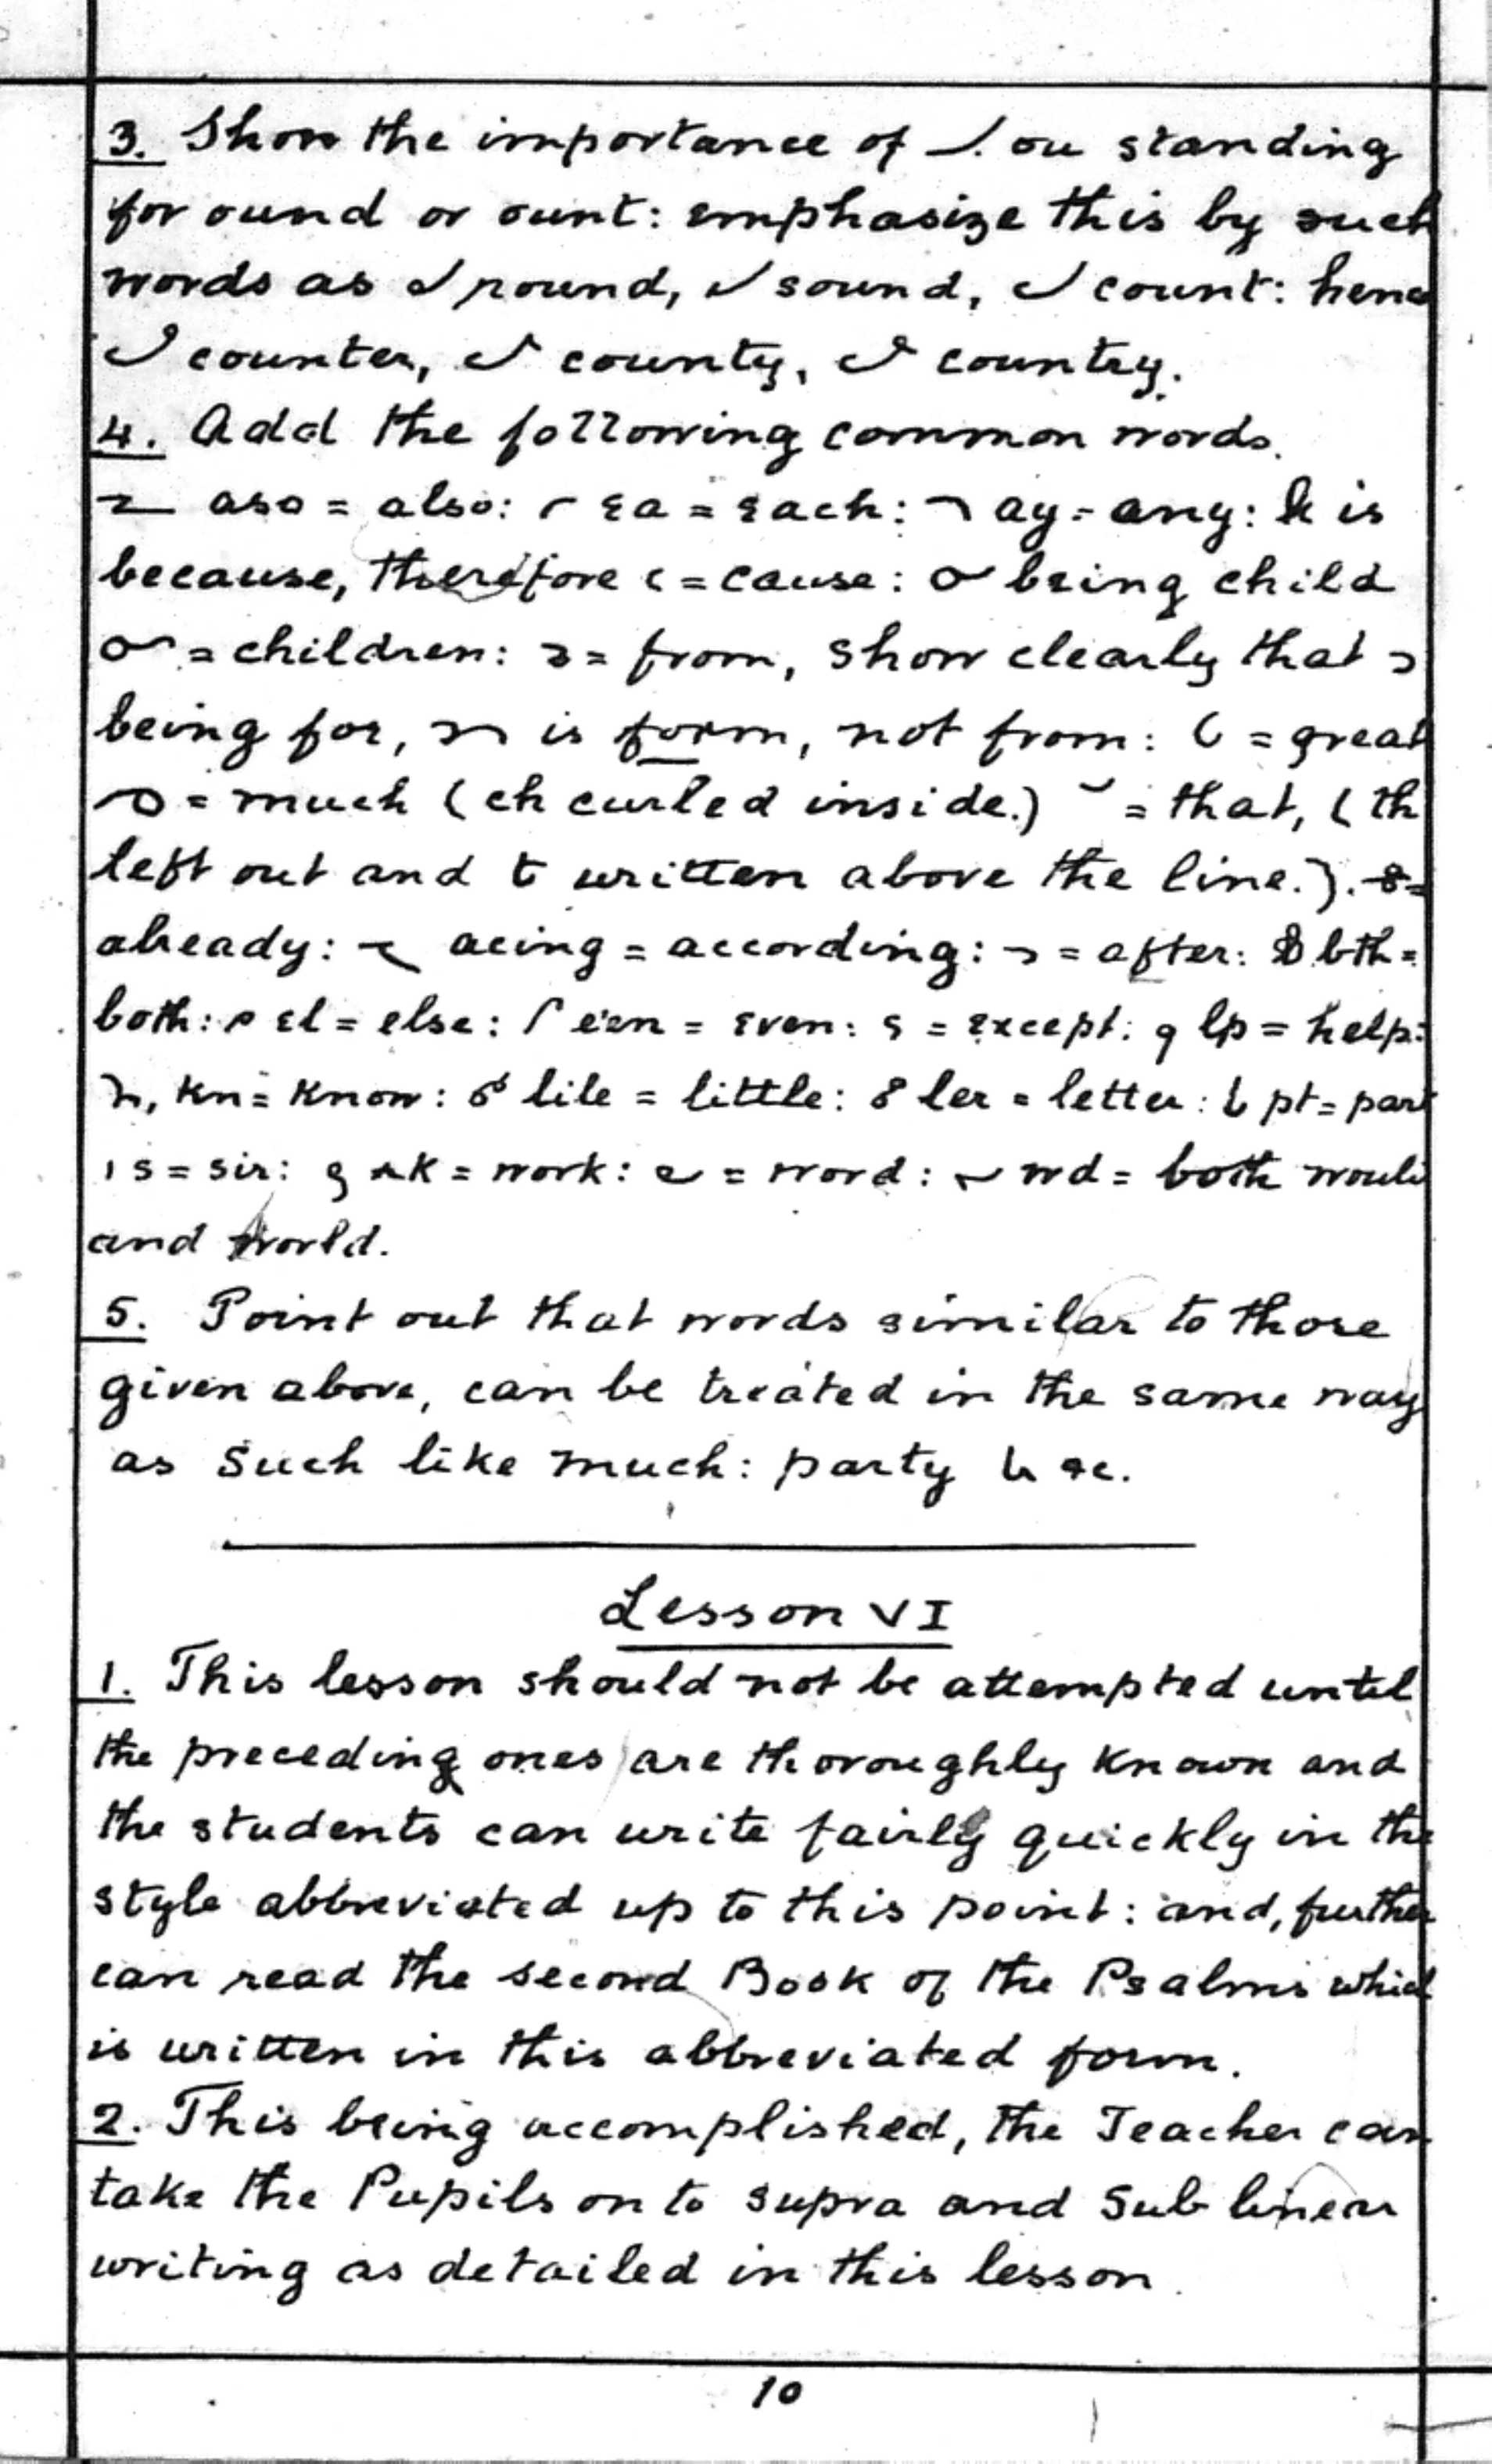 3. Show the importance of ou standing
for ound or ount: emphasize this by such
words as round, sound, count: hence
counter, county, country.
4. Add the following common words.
aso = also: ea = each: ay = any: is
because, therefore c = cause: being child
= children: = from, show clearly that
being for, is form, not from: = great
= much (ch curled inside.) = that, (th
left out and t written above the line.). =
already: acing = according: = after: bth =
both: el = else: e'en = even: = except: lp = help:
kn = know: lile = little: ler = letter: pt = part
s = sir: k = work: = word: wd = both would
and world.
5. Point out that words similar to those
given above, can be treated in the same way
as such like much: party &c.
Lesson VI
1. This lesson should not be attempted until
the preceding ones are thoroughly known and
the students can write fairly quickly in the
style abbreviated up to this point: and, further
can read the second Book of the Psalms which
is written in this abbreviated form.
2. This being accomplished, the Teacher can
take the Pupils on to supra and sub linear
writing as detailed in this lesson.
10